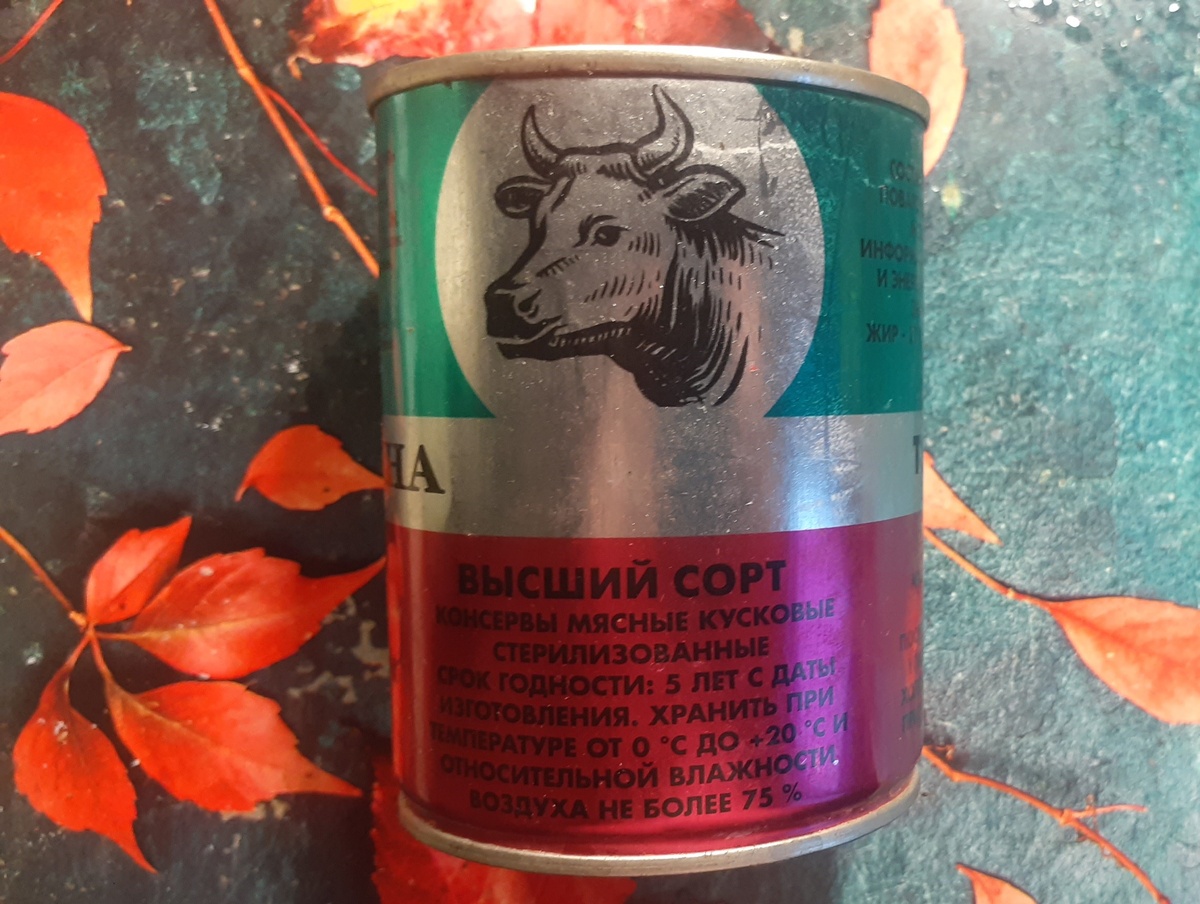 НА
ВЫСШИЙ СОРТ
КОНСЕРВЫ МЯСНЫЕ КУСКОВЫЕ
СТЕРИЛИЗОВАННЫЕ
СРОК ГОДНОСТИ: 5 ЛЕТ С ДАТЫ
ИЗГОТОВЛЕНИЯ. ХРАНИТЬ ПРИ
ТЕМПЕРАТУРЕ ОТ 0 °С ДО +20 °С И
ОТНОСИТЕЛЬНОЙ ВЛАЖНОСТИ
ВОЗДУХА НЕ БОЛЕЕ 75 %
И
ЖИР -